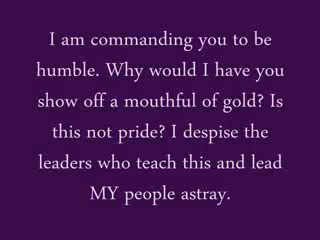 I am commanding you to be
humble. Why would I have you
show off a mouthful of gold? Is
this not pride? I despise the
leaders who teach this and lead
MY people astray.